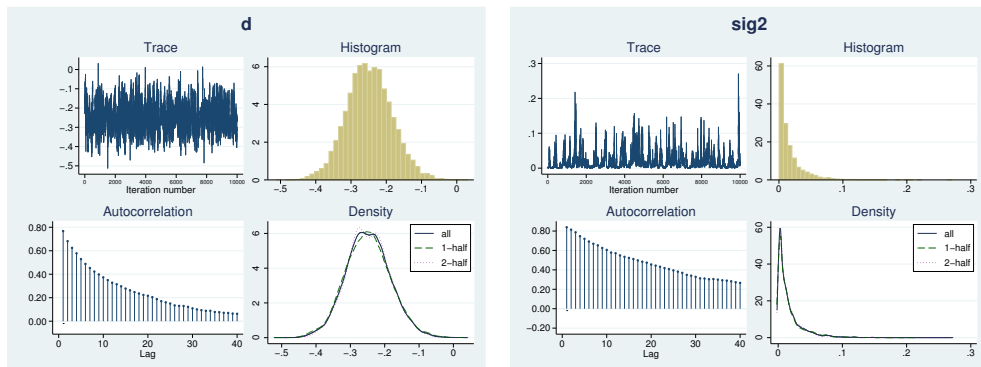 d
Trace
Histogram
0
−.1
−.2
−.3
−.4
−.5
0 2000 4000 6000 8000 10000
Iteration number
6
4
2
0
−.5 −.4 −.3 −.2 −.1 0
Autocorrelation
Density
0.80
0.60
0.40
0.20
0.00
0 10 20 30 40
Lag
6
4
2
0
−.5 −.4 −.3 −.2 −.1 0
all
1−half
2−half
sig2
Trace
Histogram
.3
.2
.1
0
0 2000 4000 6000 8000 10000
Iteration number
60
40
20
0
0 .1 .2 .3
Autocorrelation
Density
0.80
0.60
0.40
0.20
0.00
−0.20
0 10 20 30 40
Lag
60
40
20
0
0 .1 .2 .3
all
1−half
2−half